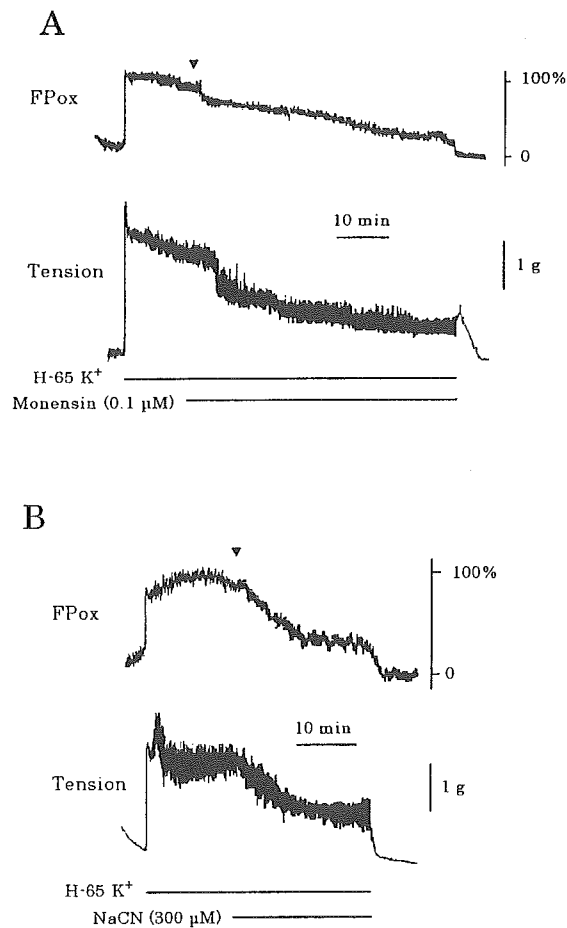 A
FPox
100%
0
10 min
Tension
1 g
H-65 K⁺
Monensin (0.1 μM)
B
FPox
100%
0
10 min
Tension
1 g
H-65 K⁺
NaCN (300 μM)